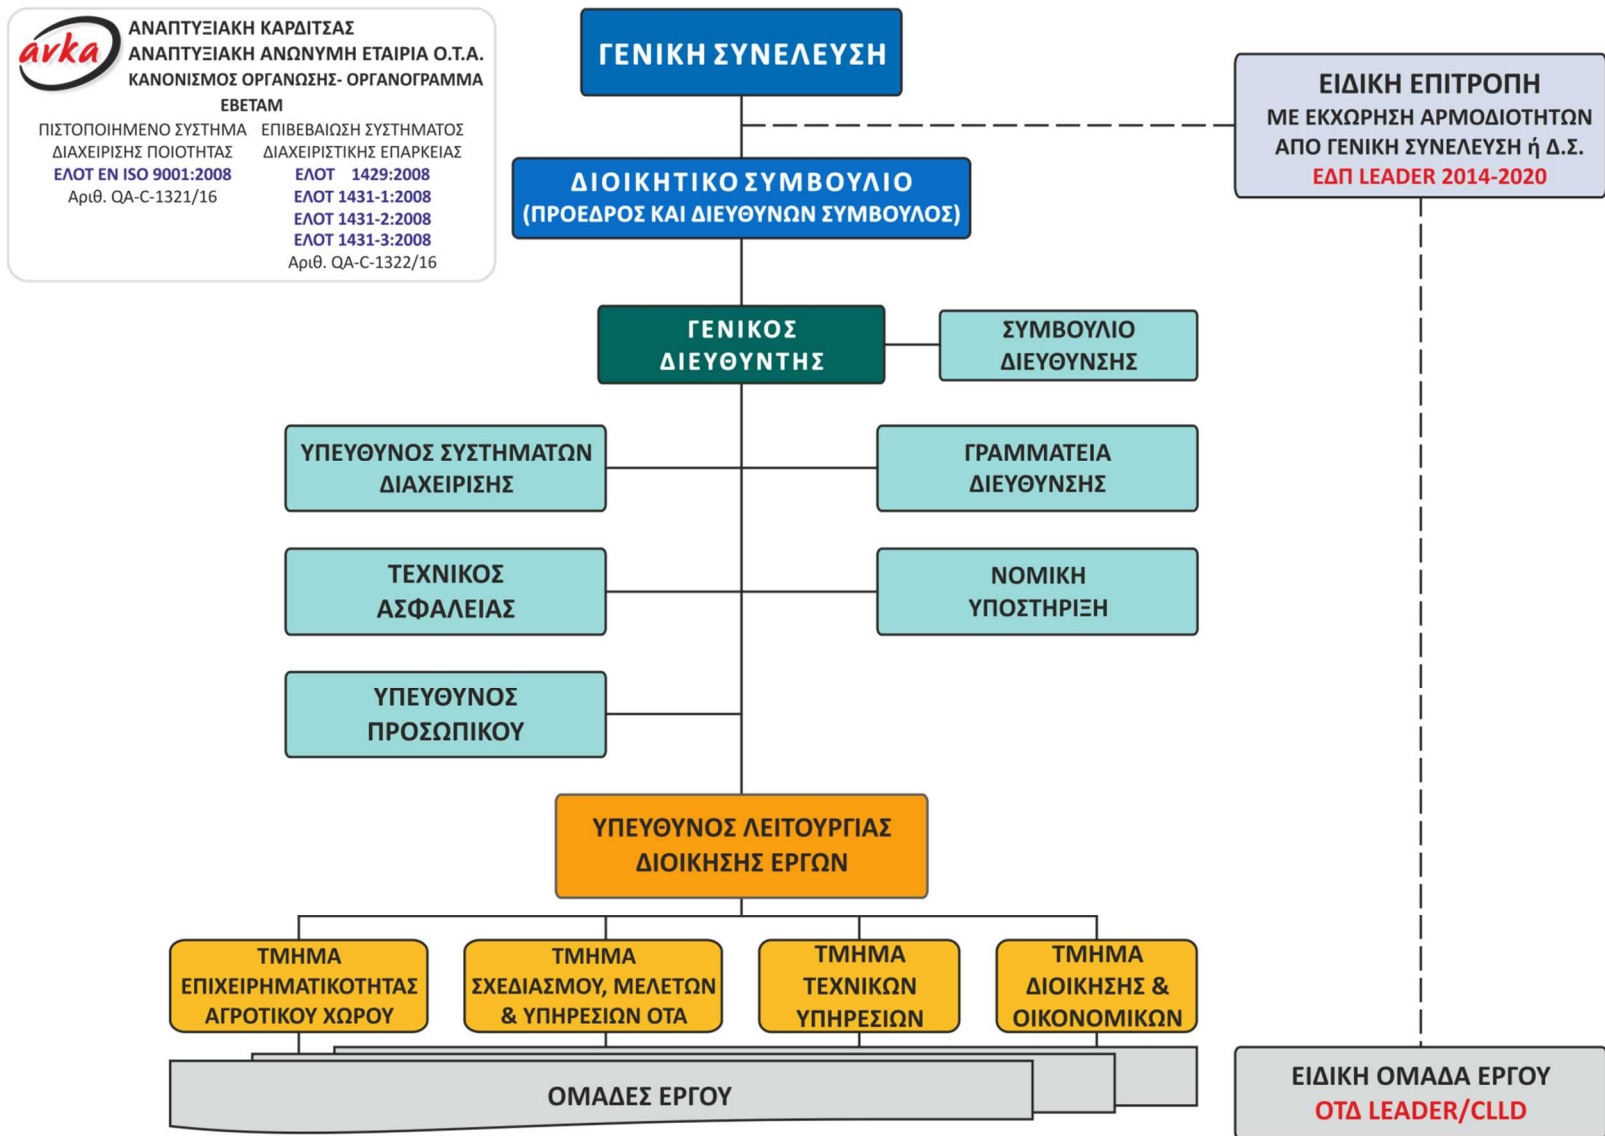 avka
ΑΝΑΠΤΥΞΙΑΚΗ ΚΑΡΔΙΤΣΑΣ
ΑΝΑΠΤΥΞΙΑΚΗ ΑΝΩΝΥΜΗ ΕΤΑΙΡΙΑ Ο.Τ.Α.
ΚΑΝΟΝΙΣΜΟΣ ΟΡΓΑΝΩΣΗΣ- ΟΡΓΑΝΟΓΡΑΜΜΑ
ΕΒΕΤΑΜ
ΠΙΣΤΟΠΟΙΗΜΕΝΟ ΣΥΣΤΗΜΑ
ΔΙΑΧΕΙΡΙΣΗΣ ΠΟΙΟΤΗΤΑΣ
ΕΛΟΤ ΕΝ ISO 9001:2008
Αριθ. QA-C-1321/16
ΕΠΙΒΕΒΑΙΩΣΗ ΣΥΣΤΗΜΑΤΟΣ
ΔΙΑΧΕΙΡΙΣΤΙΚΗΣ ΕΠΑΡΚΕΙΑΣ
ΕΛΟΤ 1429:2008
ΕΛΟΤ 1431-1:2008
ΕΛΟΤ 1431-2:2008
ΕΛΟΤ 1431-3:2008
Αριθ. QA-C-1322/16
ΓΕΝΙΚΗ ΣΥΝΕΛΕΥΣΗ
ΕΙΔΙΚΗ ΕΠΙΤΡΟΠΗ
ΜΕ ΕΚΧΩΡΗΣΗ ΑΡΜΟΔΙΟΤΗΤΩΝ
ΑΠΟ ΓΕΝΙΚΗ ΣΥΝΕΛΕΥΣΗ ή Δ.Σ.
ΕΔΠ LEADER 2014-2020
ΔΙΟΙΚΗΤΙΚΟ ΣΥΜΒΟΥΛΙΟ
(ΠΡΟΕΔΡΟΣ ΚΑΙ ΔΙΕΥΘΥΝΩΝ ΣΥΜΒΟΥΛΟΣ)
ΓΕΝΙΚΟΣ
ΔΙΕΥΘΥΝΤΗΣ
ΣΥΜΒΟΥΛΙΟ
ΔΙΕΥΘΥΝΣΗΣ
ΥΠΕΥΘΥΝΟΣ ΣΥΣΤΗΜΑΤΩΝ
ΔΙΑΧΕΙΡΙΣΗΣ
ΓΡΑΜΜΑΤΕΙΑ
ΔΙΕΥΘΥΝΣΗΣ
ΤΕΧΝΙΚΟΣ
ΑΣΦΑΛΕΙΑΣ
ΝΟΜΙΚΗ
ΥΠΟΣΤΗΡΙΞΗ
ΥΠΕΥΘΥΝΟΣ
ΠΡΟΣΩΠΙΚΟΥ
ΥΠΕΥΘΥΝΟΣ ΛΕΙΤΟΥΡΓΙΑΣ
ΔΙΟΙΚΗΣΗΣ ΕΡΓΩΝ
ΤΜΗΜΑ
ΕΠΙΧΕΙΡΗΜΑΤΙΚΟΤΗΤΑΣ
ΑΓΡΟΤΙΚΟΥ ΧΩΡΟΥ
ΤΜΗΜΑ
ΣΧΕΔΙΑΣΜΟΥ, ΜΕΛΕΤΩΝ
& ΥΠΗΡΕΣΙΩΝ ΟΤΑ
ΤΜΗΜΑ
ΤΕΧΝΙΚΩΝ
ΥΠΗΡΕΣΙΩΝ
ΤΜΗΜΑ
ΔΙΟΙΚΗΣΗΣ &
ΟΙΚΟΝΟΜΙΚΩΝ
ΟΜΑΔΕΣ ΕΡΓΟΥ
ΕΙΔΙΚΗ ΟΜΑΔΑ ΕΡΓΟΥ
ΟΤΔ LEADER/CLLD